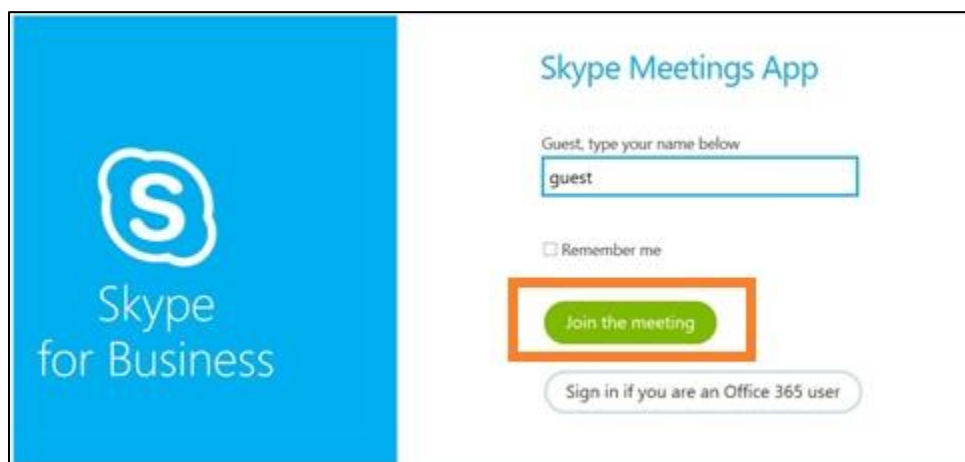 Skype Meetings App
Guest, type your name below
guest
Remember me
Join the meeting
Sign in if you are an Office 365 user
S
Skype
for Business